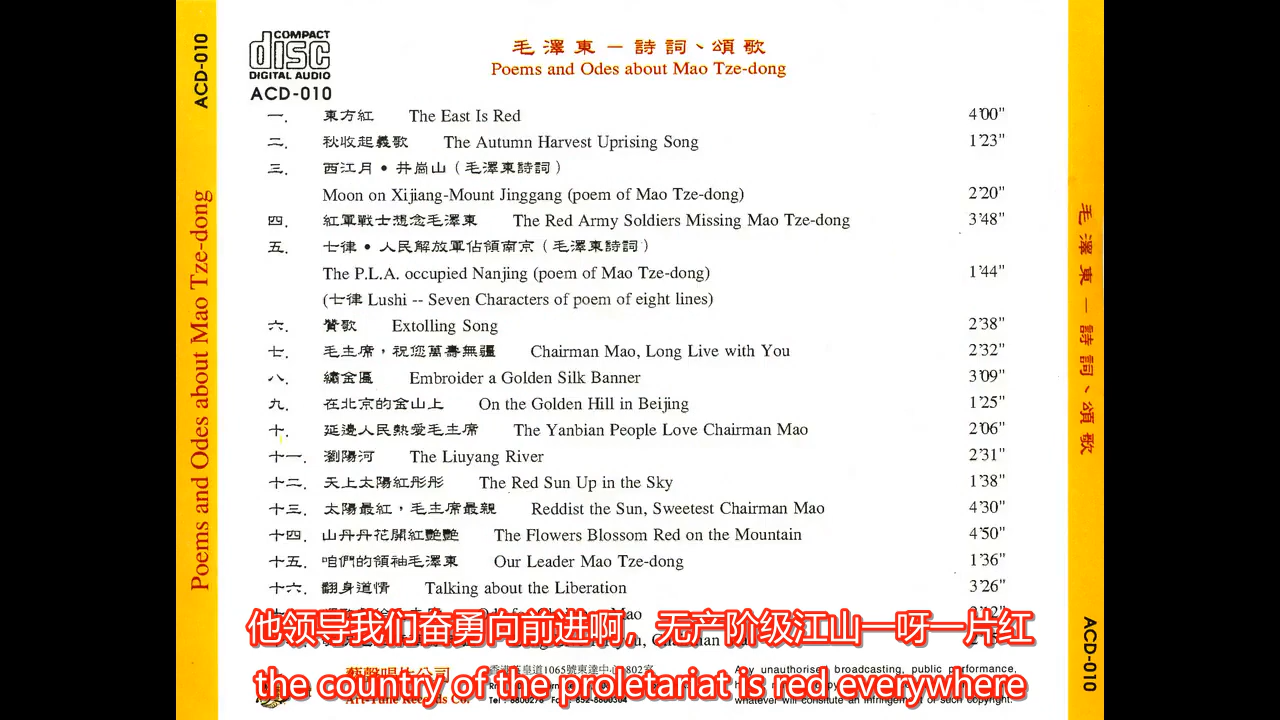 ACD-010
Poems and Odes about Mao Tze-dong
COMPACT
disc
DIGITAL AUDIO
ACD-010
毛澤東－詩詞、頌歌
Poems and Odes about Mao Tze-dong
一. 東方紅 The East Is Red 4'00"
二. 秋收起義歌 The Autumn Harvest Uprising Song 1'23"
三. 西江月•井崗山（毛澤東詩詞）
Moon on Xijiang-Mount Jinggang (poem of Mao Tze-dong) 2'20"
四. 紅軍戰士想念毛澤東 The Red Army Soldiers Missing Mao Tze-dong 3'48"
五. 七律•人民解放軍佔領南京（毛澤東詩詞）
The P.L.A. occupied Nanjing (poem of Mao Tze-dong) 1'44"
(七律 Lushi -- Seven Characters of poem of eight lines)
六. 贊歌 Extolling Song 2'38"
七. 毛主席，祝您萬壽無疆 Chairman Mao, Long Live with You 2'32"
八. 繡金匾 Embroider a Golden Silk Banner 3'09"
九. 在北京的金山上 On the Golden Hill in Beijing 1'25"
十. 延邊人民熱愛毛主席 The Yanbian People Love Chairman Mao 2'06"
十一. 瀏陽河 The Liuyang River 2'31"
十二. 天上太陽紅彤彤 The Red Sun Up in the Sky 1'38"
十三. 太陽最紅，毛主席最親 Reddist the Sun, Sweetest Chairman Mao 4'30"
十四. 山丹丹花開紅艷艷 The Flowers Blossom Red on the Mountain 4'50"
十五. 咱們的領袖毛澤東 Our Leader Mao Tze-dong 1'36"
十六. 翻身道情 Talking about the Liberation 3'26"
他领导我们奋勇向前进啊，无产阶级江山一呀一片红
the country of the proletariat is red everywhere
Art-Tune Records Co.
Any unauthorised broadcasting, public performance,
whatever will constitute an infringement of such copyright.
毛澤東－詩詞、頌歌
ACD-010